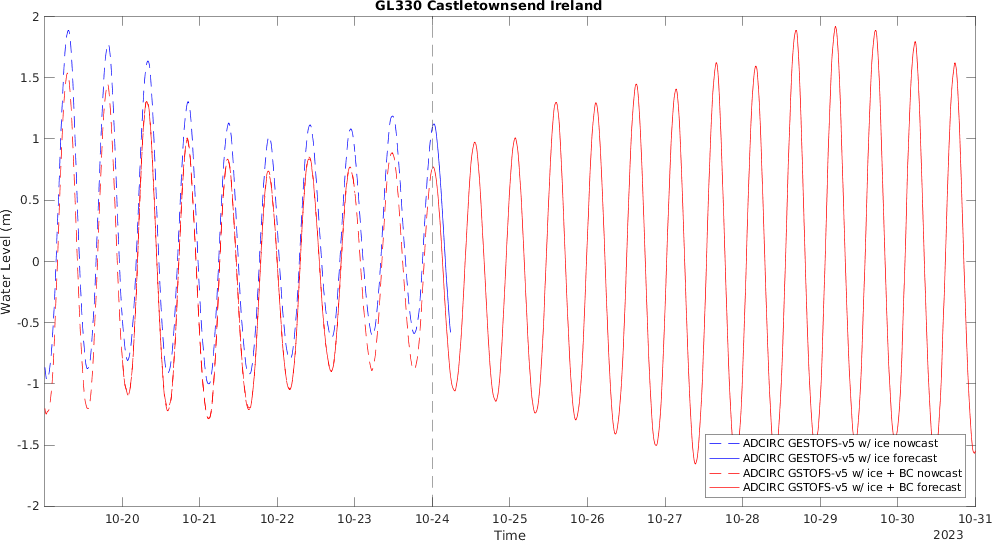 GL330 Castletownsend Ireland
2
1.5
1
0.5
0
-0.5
-1
-1.5
-2
Water Level (m)
ADCIRC GESTOFS-v5 w/ ice nowcast
ADCIRC GESTOFS-v5 w/ ice forecast
ADCIRC GSTOFS-v5 w/ ice + BC nowcast
ADCIRC GSTOFS-v5 w/ ice + BC forecast
10-20 10-21 10-22 10-23 10-24 10-25 10-26 10-27 10-28 10-29 10-30 10-31
Time
2023